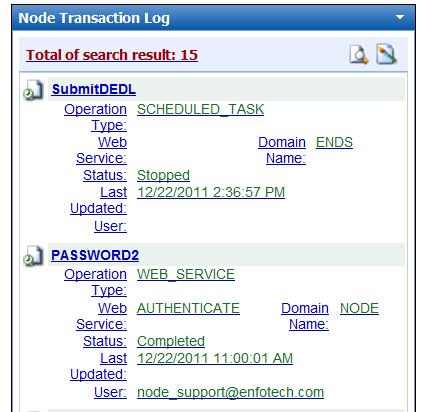 Node Transaction Log
Total of search result: 15
SubmitDEDL
Operation Type: SCHEDULED_TASK
Web Service: Domain Name: ENDS
Status: Stopped
Last Updated: 12/22/2011 2:36:57 PM
User:
PASSWORD2
Operation Type: WEB_SERVICE
Web Service: AUTHENTICATE Domain Name: NODE
Status: Completed
Last Updated: 12/22/2011 11:00:01 AM
User: node_support@enfotech.com